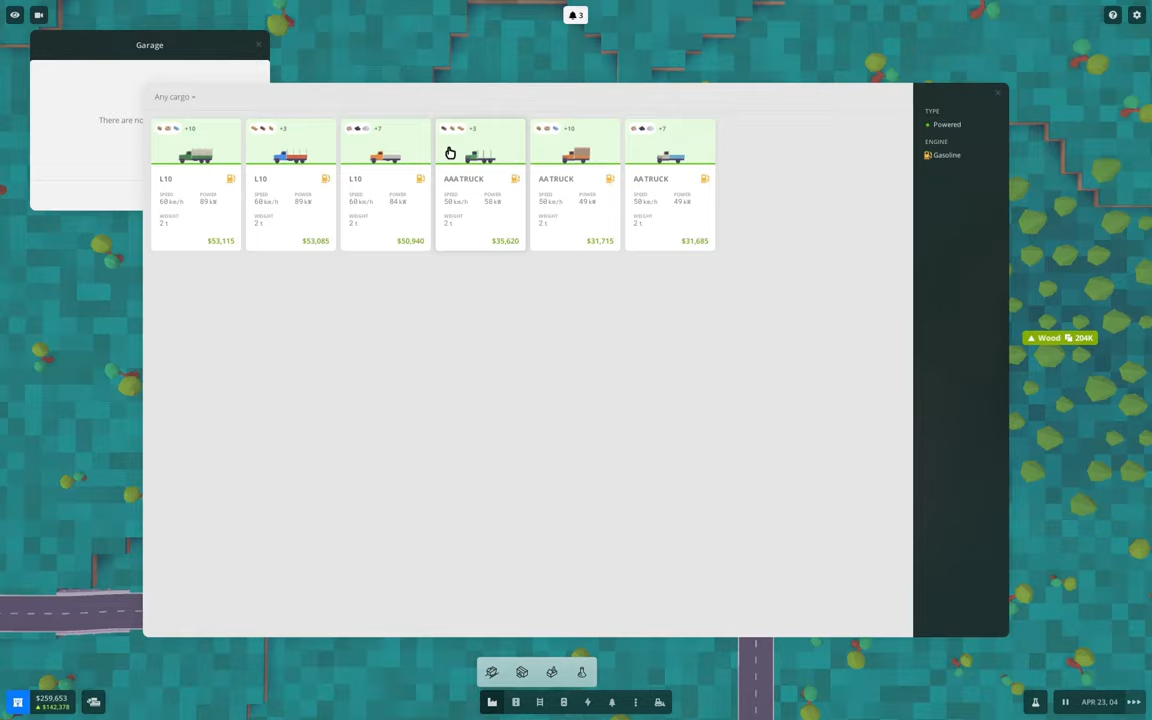 3
Garage
There are no
Any cargo
+10
+3
+7
+3
+10
+7
L10
L10
L10
AAA TRUCK
AA TRUCK
AA TRUCK
SPEED POWER
60 km/h 89 kW
SPEED POWER
60 km/h 89 kW
SPEED POWER
60 km/h 84 kW
SPEED POWER
50 km/h 58 kW
SPEED POWER
50 km/h 49 kW
SPEED POWER
50 km/h 49 kW
WEIGHT
2 t
WEIGHT
2 t
WEIGHT
2 t
WEIGHT
2 t
WEIGHT
2 t
WEIGHT
2 t
$53,115
$53,085
$50,940
$35,620
$31,715
$31,685
TYPE
Powered
ENGINE
Gasoline
Wood 204K
$259,653
$142,378
APR 23, 04